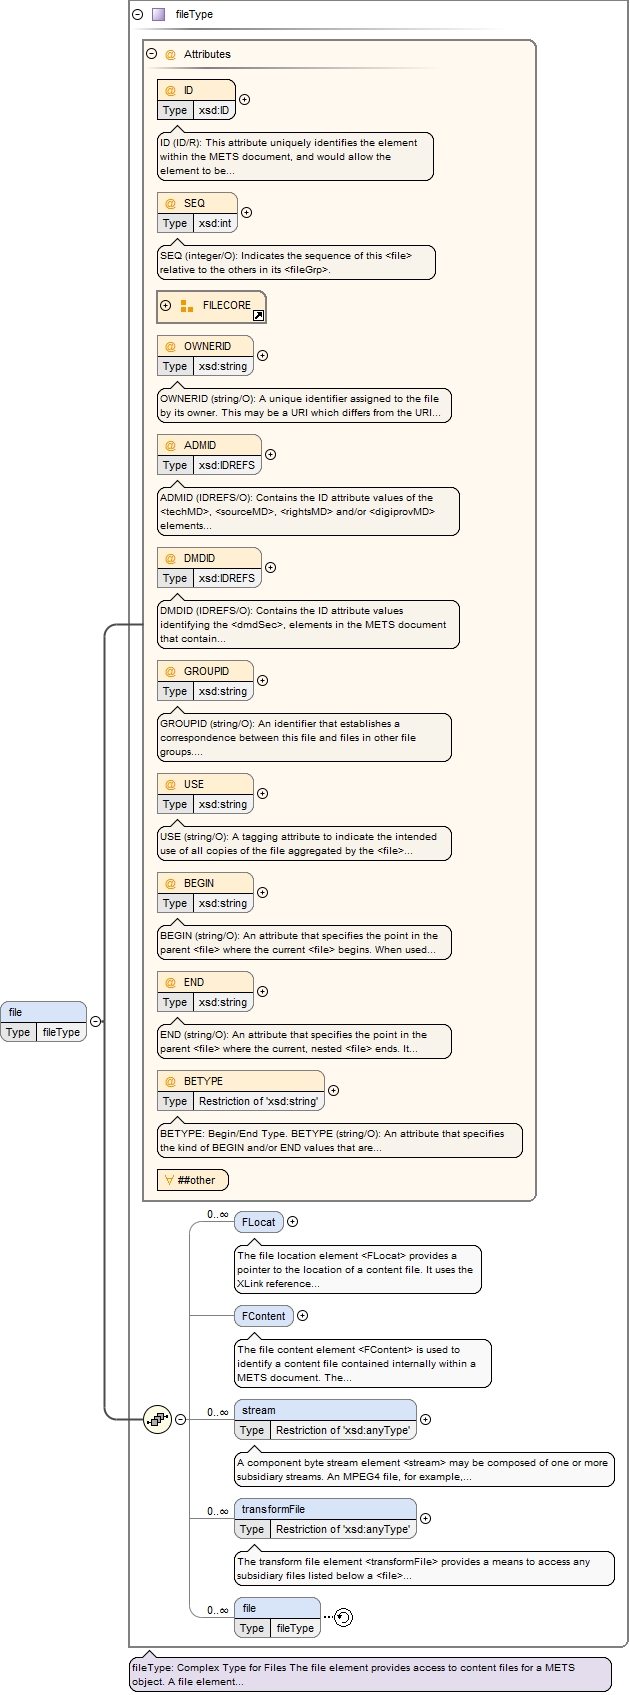 fileType
Attributes
@ ID
Type xsd:ID
ID (ID/R): This attribute uniquely identifies the element
within the METS document, and would allow the
element to be...
@ SEQ
Type xsd:int
SEQ (integer/O): Indicates the sequence of this <file>
relative to the others in its <fileGrp>.
FILECORE
@ OWNERID
Type xsd:string
OWNERID (string/O): A unique identifier assigned to the file
by its owner. This may be a URI which differs from the URI...
@ ADMID
Type xsd:IDREFS
ADMID (IDREFS/O): Contains the ID attribute values of the
<techMD>, <sourceMD>, <rightsMD> and/or <digiprovMD>
elements...
@ DMDID
Type xsd:IDREFS
DMDID (IDREFS/O): Contains the ID attribute values
identifying the <dmdSec>, elements in the METS document
that contain...
@ GROUPID
Type xsd:string
GROUPID (string/O): An identifier that establishes a
correspondence between this file and files in other file
groups....
@ USE
Type xsd:string
USE (string/O): A tagging attribute to indicate the intended
use of all copies of the file aggregated by the <file>...
@ BEGIN
Type xsd:string
BEGIN (string/O): An attribute that specifies the point in the
parent <file> where the current <file> begins. When used...
@ END
Type xsd:string
END (string/O): An attribute that specifies the point in the
parent <file> where the current, nested <file> ends. It...
file
Type fileType
@ BETYPE
Type Restriction of 'xsd:string'
BETYPE: Begin/End Type. BETYPE (string/O): An attribute that specifies
the kind of BEGIN and/or END values that are...
##other
0..∞
FLocat
The file location element <FLocat> provides a
pointer to the location of a content file. It uses the
XLink reference...
FContent
The file content element <FContent> is used to
identify a content file contained internally within a
METS document. The...
0..∞
stream
Type Restriction of 'xsd:anyType'
A component byte stream element <stream> may be composed of one or more
subsidiary streams. An MPEG4 file, for example,...
0..∞
transformFile
Type Restriction of 'xsd:anyType'
The transform file element <transformFile> provides a means to access any
subsidiary files listed below a <file>...
0..∞
file
Type fileType
fileType: Complex Type for Files The file element provides access to content files for a METS
object. A file element...